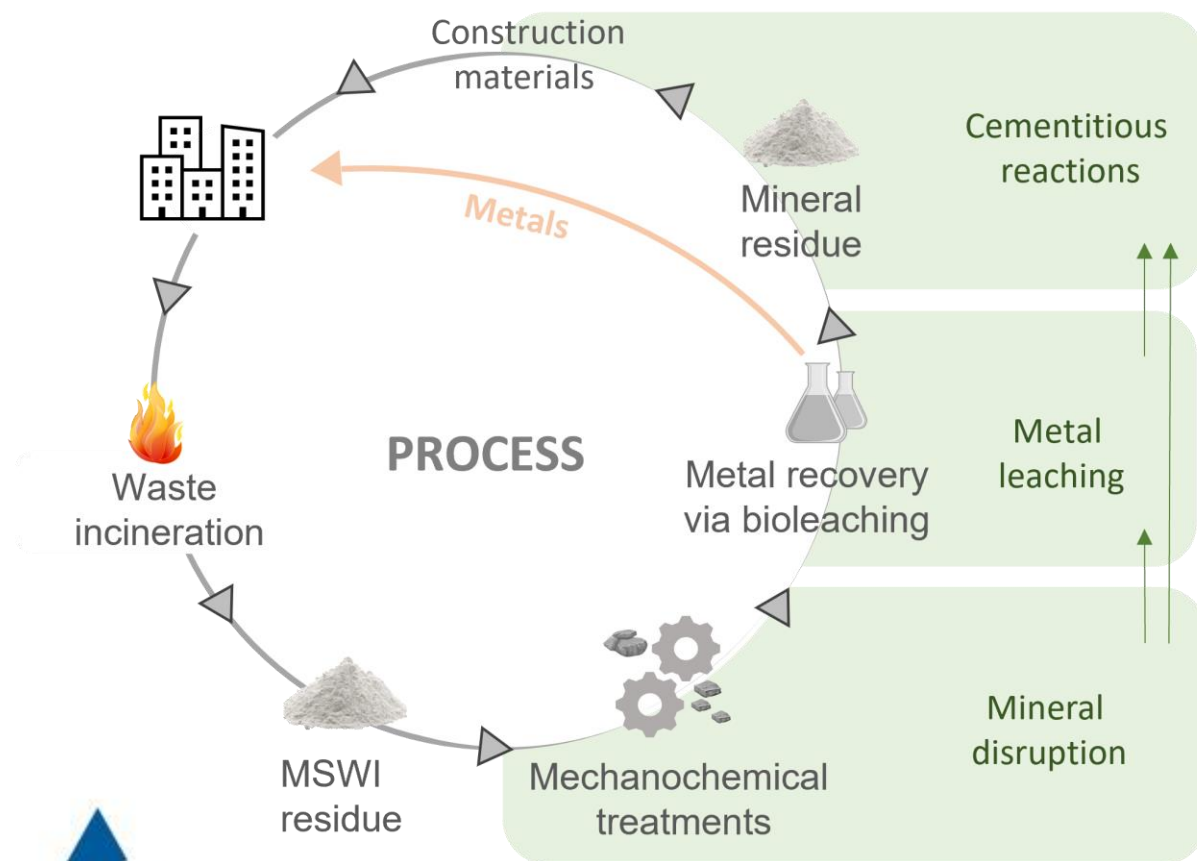 Construction
materials
Cementitious
reactions
Mineral
residue
Metals
PROCESS
Metal
leaching
Metal recovery
via bioleaching
Waste
incineration
Mineral
disruption
MSWI
residue
Mechanochemical
treatments